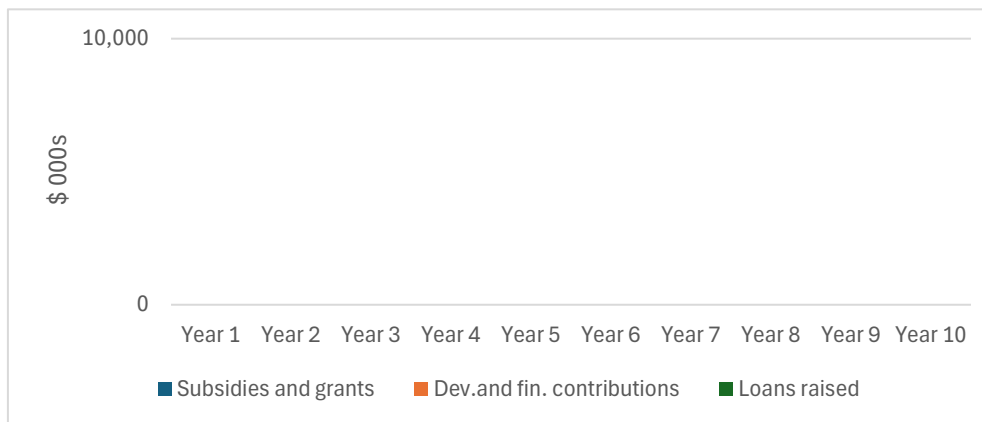 10,000
$ 000s
0
Year 1 Year 2 Year 3 Year 4 Year 5 Year 6 Year 7 Year 8 Year 9 Year 10
Subsidies and grants Dev.and fin. contributions Loans raised